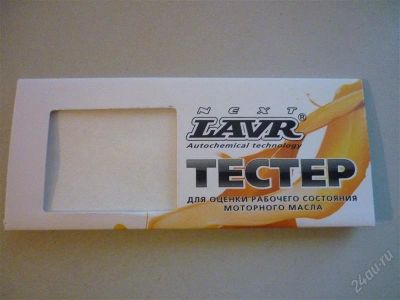 NEXT
LAVR®
Autochemical technology
ТЕСТЕР
ДЛЯ ОЦЕНКИ РАБОЧЕГО СОСТОЯНИЯ
МОТОРНОГО МАСЛА
24au.ru